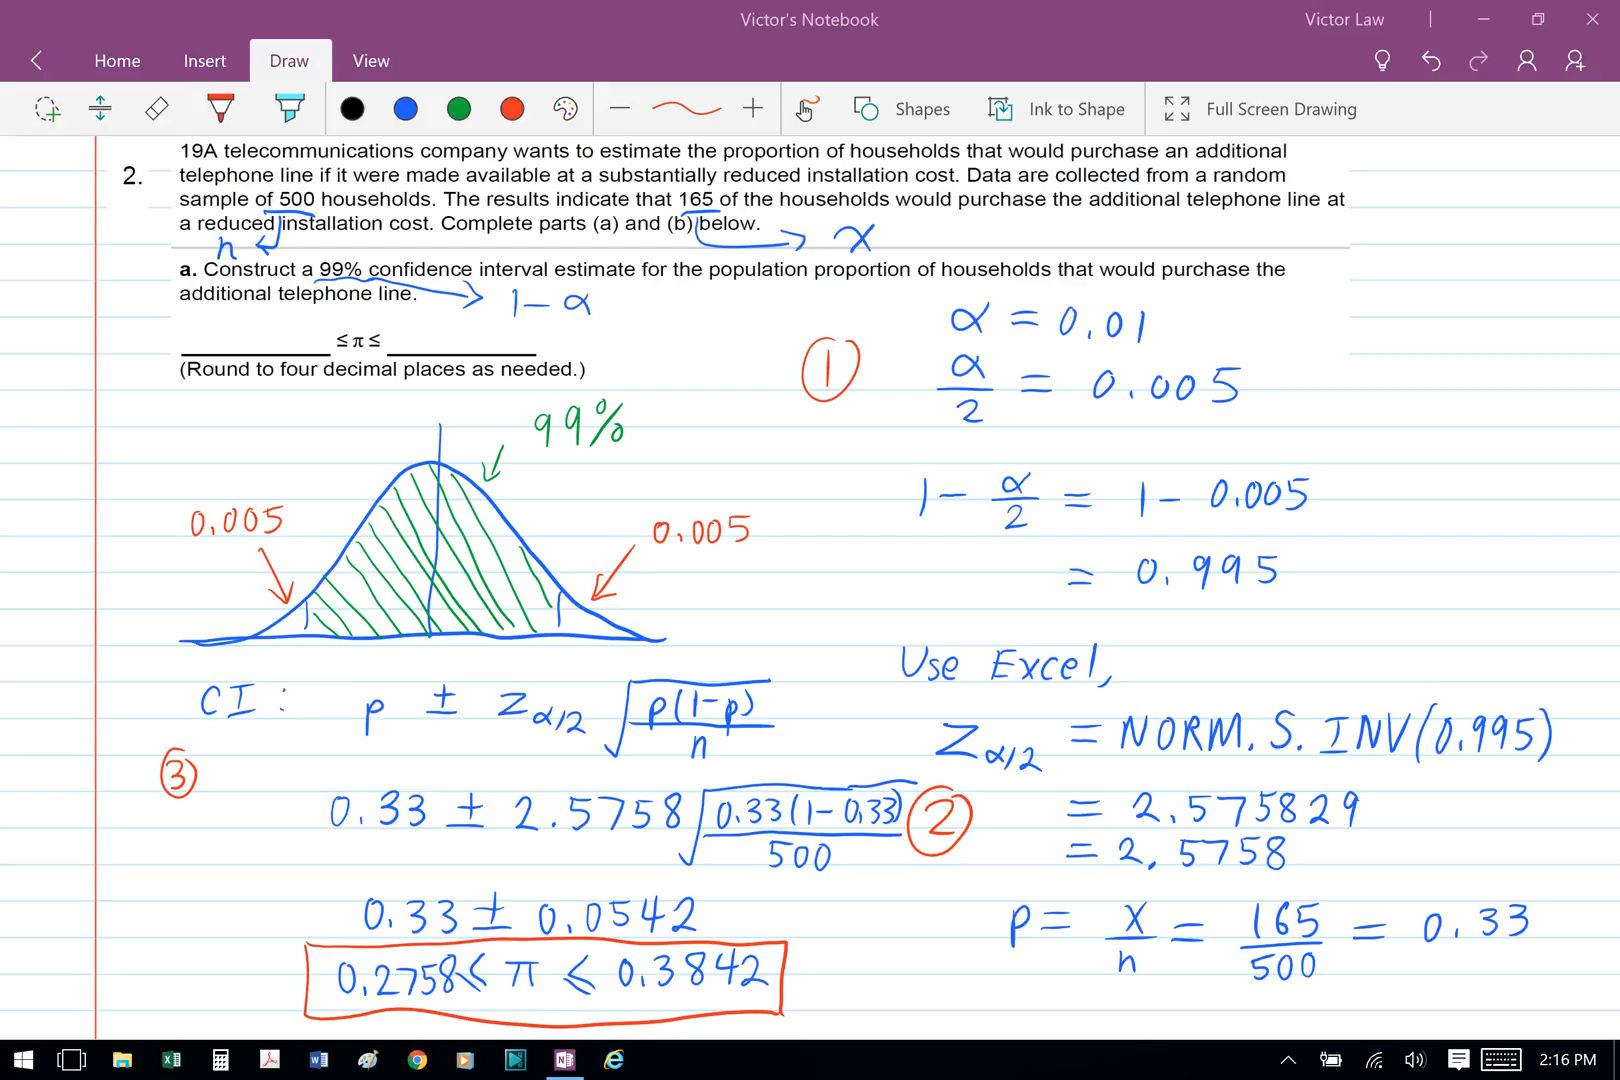 Victor's Notebook
Victor Law
Home Insert Draw View
Shapes Ink to Shape Full Screen Drawing
2.
19A telecommunications company wants to estimate the proportion of households that would purchase an additional
telephone line if it were made available at a substantially reduced installation cost. Data are collected from a random
sample of 500 households. The results indicate that 165 of the households would purchase the additional telephone line at
a reduced installation cost. Complete parts (a) and (b) below.
n
x
a. Construct a 99% confidence interval estimate for the population proportion of households that would purchase the
additional telephone line.
1 - α
≤ π ≤
(Round to four decimal places as needed.)
①
α = 0.01
α/2 = 0.005
1 - α/2 = 1 - 0.005
= 0.995
99%
0.005
0.005
Use Excel,
Zα/2 = NORM.S.INV(0.995)
= 2.575829
= 2.5758
②
p = x/n = 165/500 = 0.33
③
CI: p ± Zα/2 √(p(1-p)/n)
0.33 ± 2.5758 √(0.33(1-0.33)/500)
0.33 ± 0.0542
0.2758 ≤ π ≤ 0.3842
2:16 PM